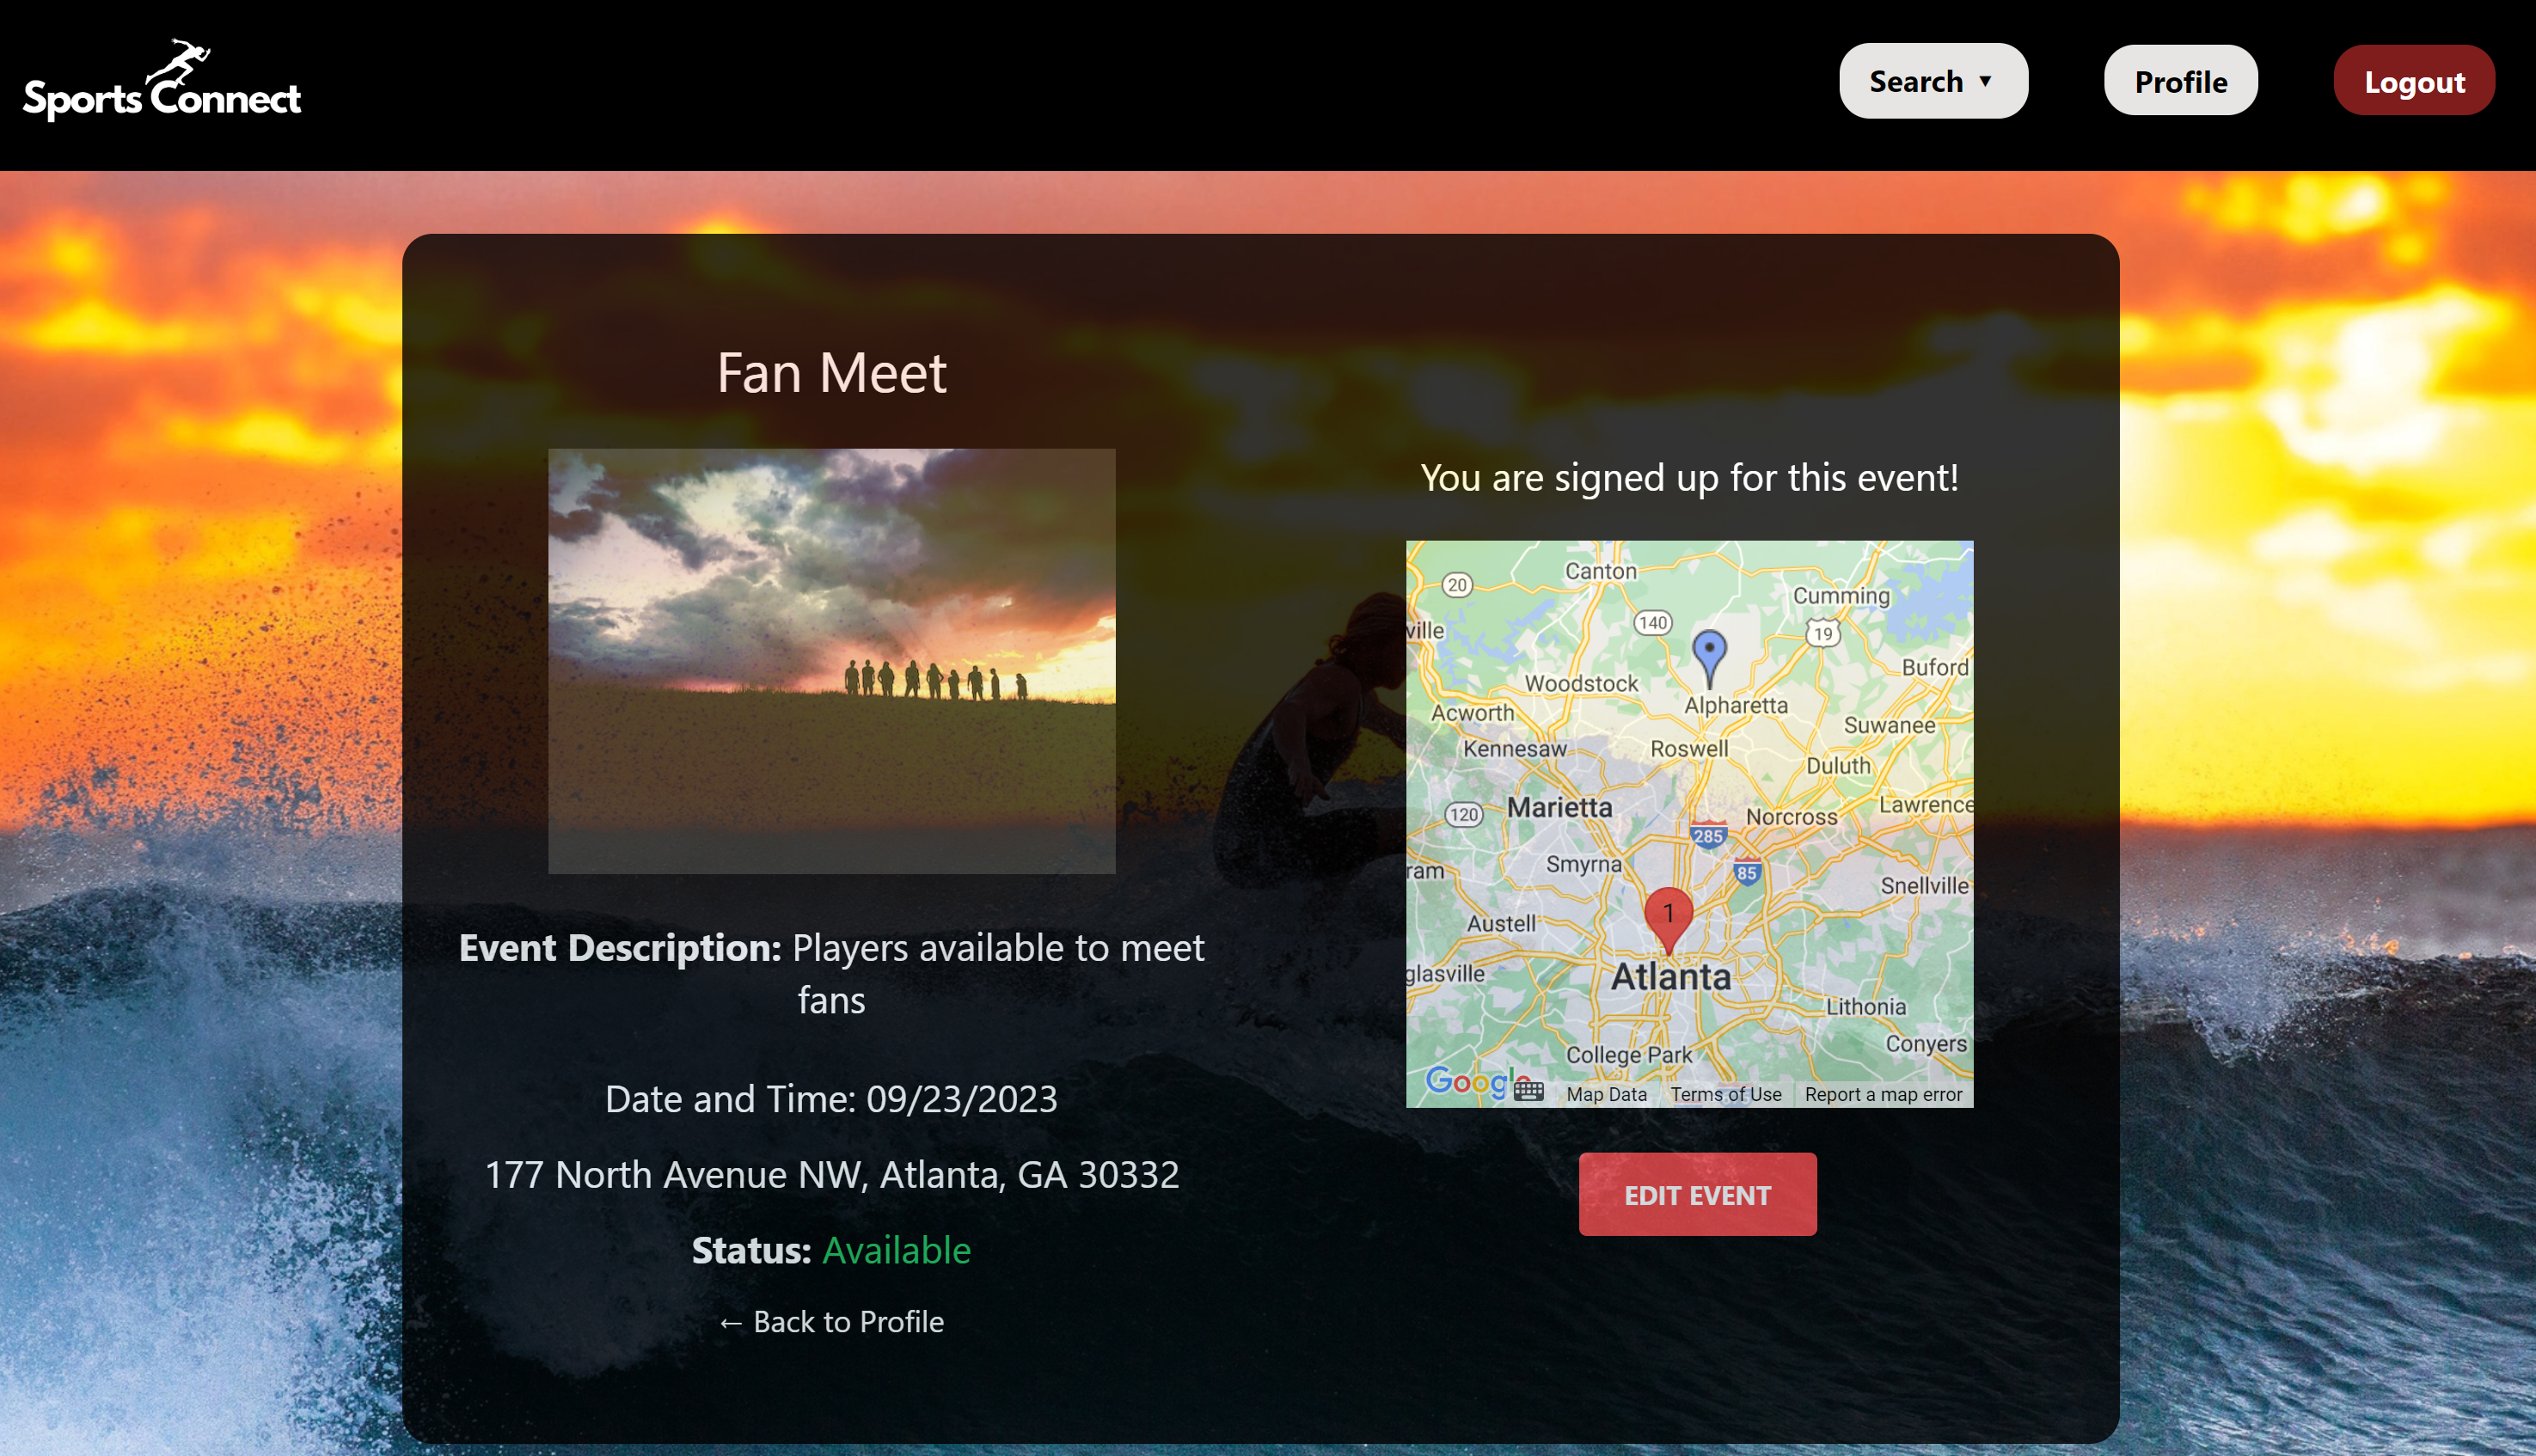 Sports Connect
Search ▼
Profile
Logout
Fan Meet
Event Description: Players available to meet
fans
Date and Time: 09/23/2023
177 North Avenue NW, Atlanta, GA 30332
Status: Available
← Back to Profile
You are signed up for this event!
Canton
20
Cumming
140
19
ville
Buford
Woodstock
Alpharetta
Acworth
Suwanee
Kennesaw
Roswell
Duluth
Marietta
Lawrence
120
Norcross
285
Smyrna
85
ram
Snellville
1
Austell
glasville
Atlanta
Lithonia
Conyers
College Park
Google
Map Data
Terms of Use
Report a map error
EDIT EVENT